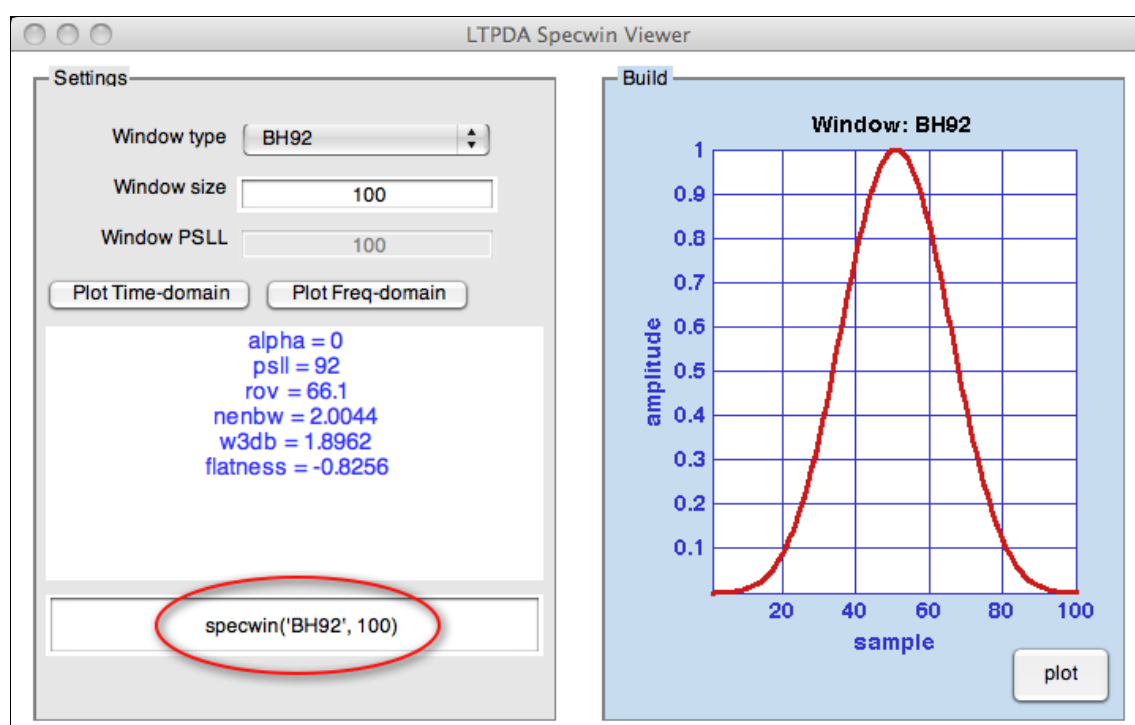 LTPDA Specwin Viewer
Settings
Window type BH92
Window size 100
Window PSLL 100
Plot Time-domain Plot Freq-domain
alpha = 0
psll = 92
rov = 66.1
nenbw = 2.0044
w3db = 1.8962
flatness = -0.8256
specwin('BH92', 100)
Build
Window: BH92
1
0.9
0.8
0.7
0.6
0.5
0.4
0.3
0.2
0.1
amplitude
20 40 60 80 100
sample
plot